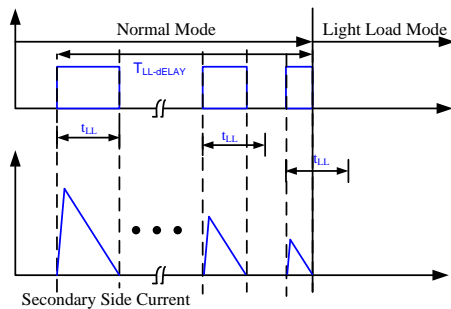 Normal Mode
Light Load Mode
TLL-dELAY
tLL
tLL
tLL
Secondary Side Current